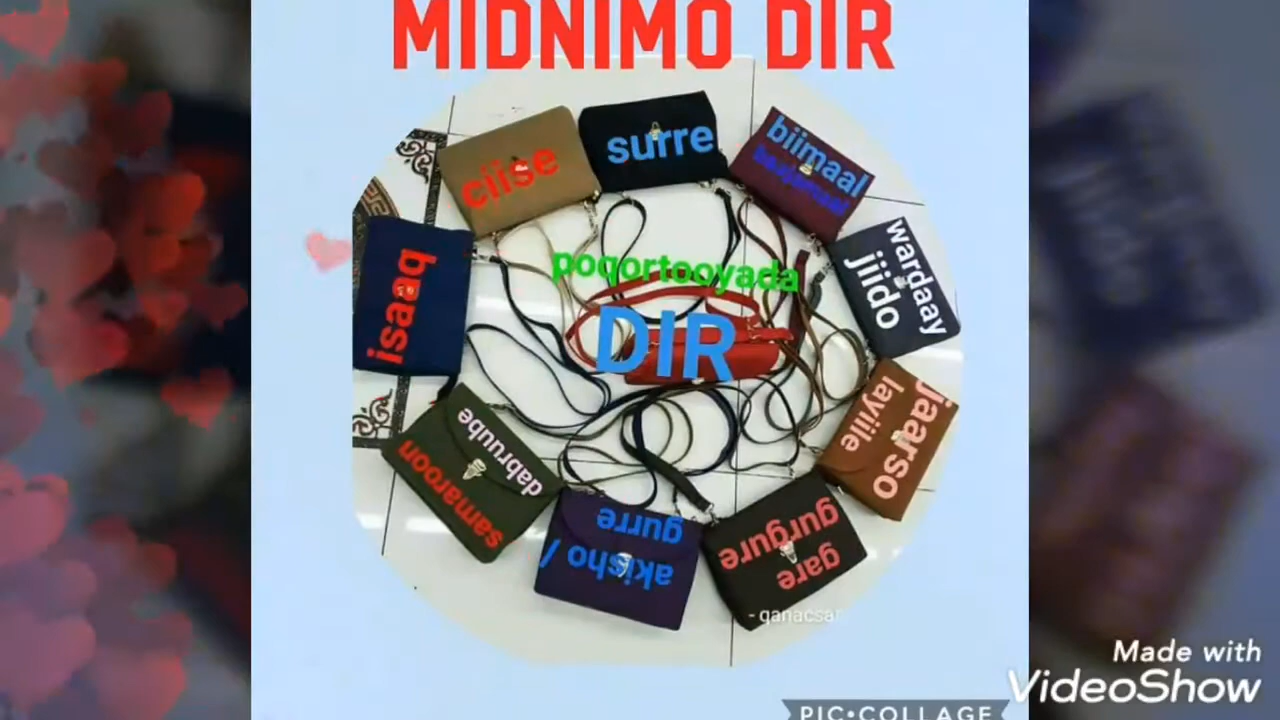 MIDNIMO DIR
ciise
surre
biimaal
isaaq
poqortooyada
DIR
wardaay
jiido
jaarso
layiile
dabruube
samaroon
gurre
akisho /
gurgure
gare
- qanacsan
Made with
VideoShow
PIC•COLLAGE